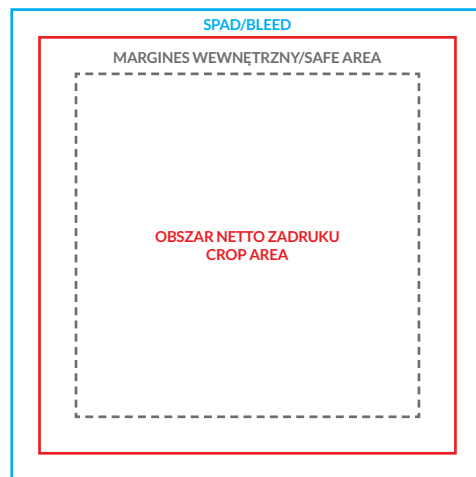 SPAD/BLEED
MARGINES WEWNĘTRZNY/SAFE AREA
OBSZAR NETTO ZADRUKU
CROP AREA